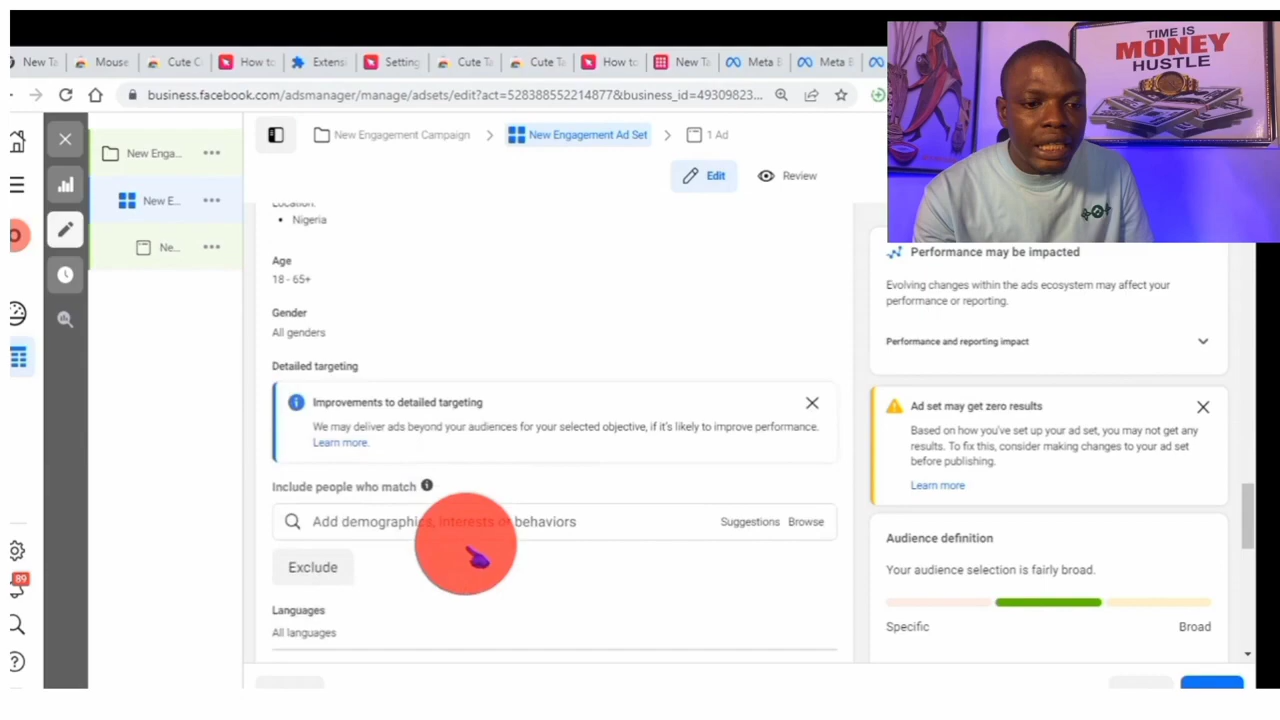 New Ta
Mouse
Cute C
How to
Extensi
Setting
Cute Ta
Cute Ta
How to
New Ta
Meta B
Meta B
business.facebook.com/adsmanager/manage/adsets/edit?act=528388552214877&business_id=49309823...
TIME IS
MONEY
HUSTLE
New Enga...
New E...
Ne...
New Engagement Campaign
New Engagement Ad Set
1 Ad
Edit
Review
Location:
Nigeria
Age
18 - 65+
Gender
All genders
Detailed targeting
Improvements to detailed targeting
We may deliver ads beyond your audiences for your selected objective, if it's likely to improve performance.
Learn more.
Include people who match
Add demographics, interests or behaviors
Suggestions
Browse
Exclude
Languages
All languages
Performance may be impacted
Evolving changes within the ads ecosystem may affect your
performance or reporting.
Performance and reporting impact
Ad set may get zero results
Based on how you've set up your ad set, you may not get any
results. To fix this, consider making changes to your ad set
before publishing.
Learn more
Audience definition
Your audience selection is fairly broad.
Specific
Broad
89